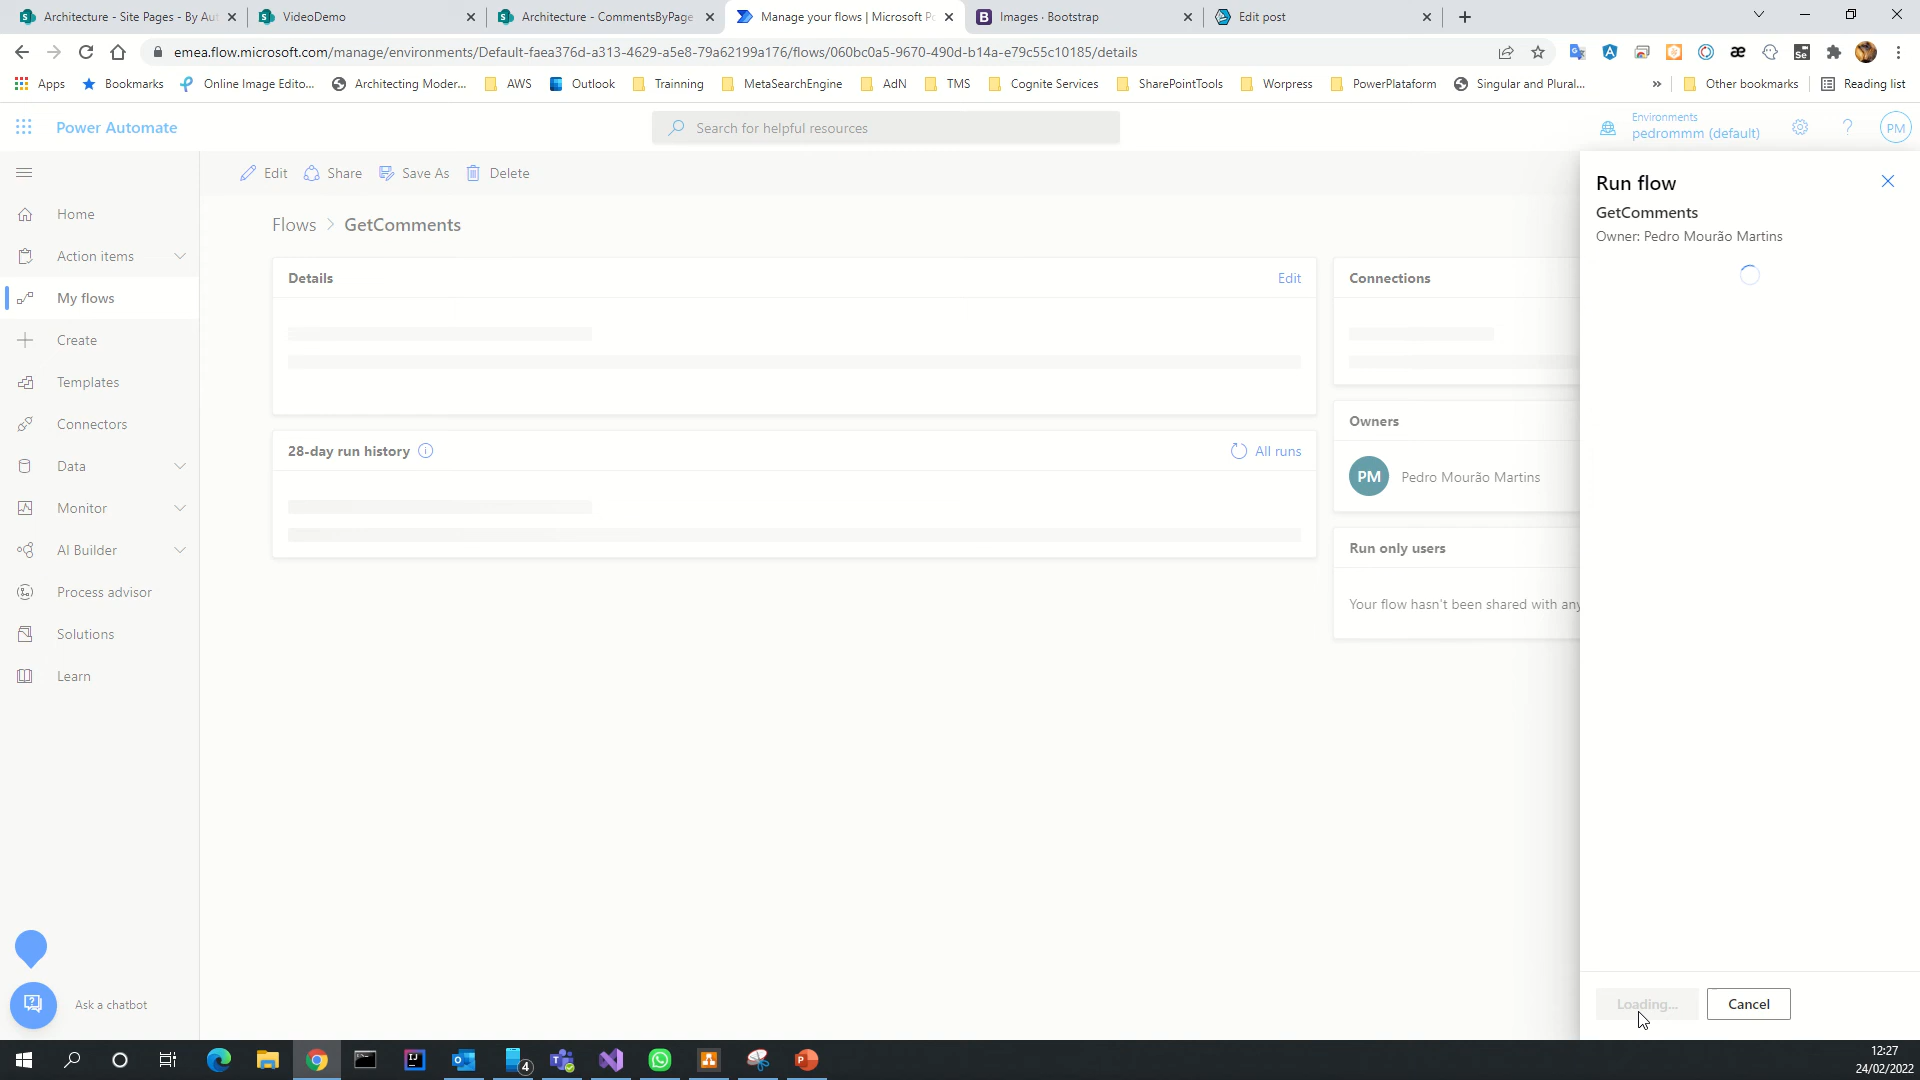 Architecture - Site Pages - By Aut
VideoDemo
Architecture - CommentsByPage
Manage your flows | Microsoft Po
Images · Bootstrap
Edit post
emea.flow.microsoft.com/manage/environments/Default-faea376d-a313-4629-a5e8-79a62199a176/flows/060bc0a5-9670-490d-b14a-e79c55c10185/details
Apps
Bookmarks
Online Image Edito...
Architecting Moder...
AWS
Outlook
Trainning
MetaSearchEngine
AdN
TMS
Cognite Services
SharePointTools
Worpress
PowerPlataform
Singular and Plural...
»
Other bookmarks
Reading list
Power Automate
Search for helpful resources
Environments
pedrommm (default)
?
PM
Edit
Share
Save As
Delete
Home
Action items
My flows
Create
Templates
Connectors
Data
Monitor
AI Builder
Process advisor
Solutions
Learn
Ask a chatbot
Flows > GetComments
Details
Edit
28-day run history
All runs
Connections
Owners
PM
Pedro Mourão Martins
Run only users
Your flow hasn't been shared with any
Run flow
GetComments
Owner: Pedro Mourão Martins
Loading...
Cancel
4
12:27
24/02/2022